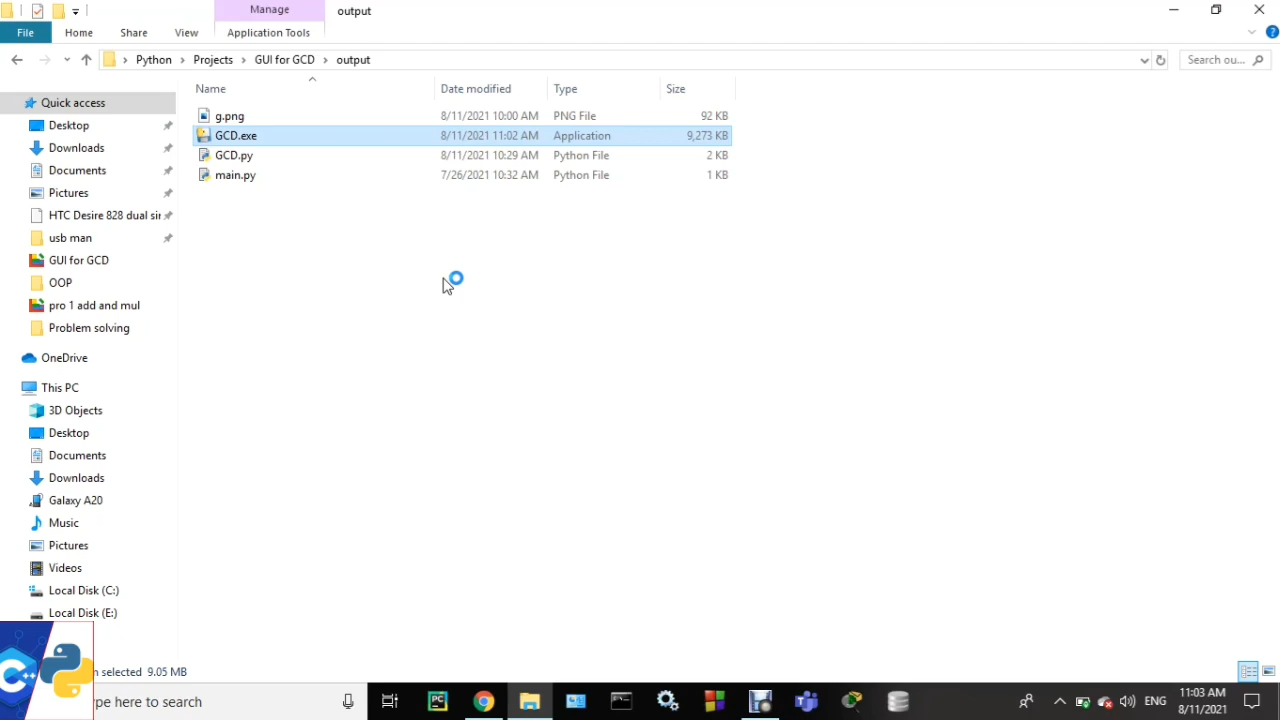 Manage
output
File
Home
Share
View
Application Tools
Python
Projects
GUI for GCD
output
Search ou...
Name
Date modified
Type
Size
g.png
8/11/2021 10:00 AM
PNG File
92 KB
GCD.exe
8/11/2021 11:02 AM
Application
9,273 KB
GCD.py
8/11/2021 10:29 AM
Python File
2 KB
main.py
7/26/2021 10:32 AM
Python File
1 KB
Quick access
Desktop
Downloads
Documents
Pictures
HTC Desire 828 dual sir
usb man
GUI for GCD
OOP
pro 1 add and mul
Problem solving
OneDrive
This PC
3D Objects
Desktop
Documents
Downloads
Galaxy A20
Music
Pictures
Videos
Local Disk (C:)
Local Disk (E:)
selected 9.05 MB
C++
pe here to search
PC
ENG
11:03 AM
8/11/2021